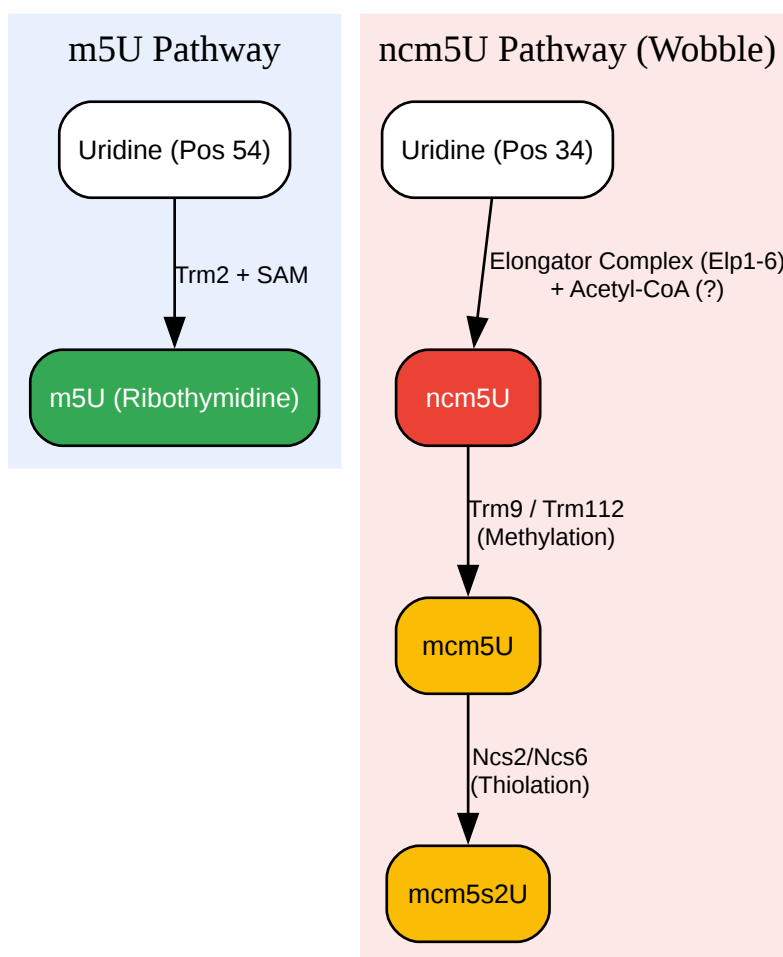 m5U Pathway
Uridine (Pos 54)
Trm2 + SAM
m5U (Ribothymidine)
ncm5U Pathway (Wobble)
Uridine (Pos 34)
Elongator Complex (Elp1-6)
+ Acetyl-CoA (?)
ncm5U
Trm9 / Trm112
(Methylation)
mcm5U
Ncs2/Ncs6
(Thiolation)
mcm5s2U